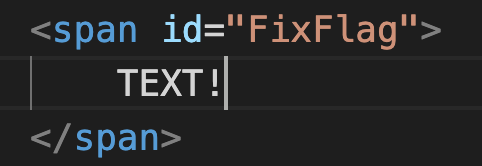 <span id="FixFlag">
TEXT!
</span>